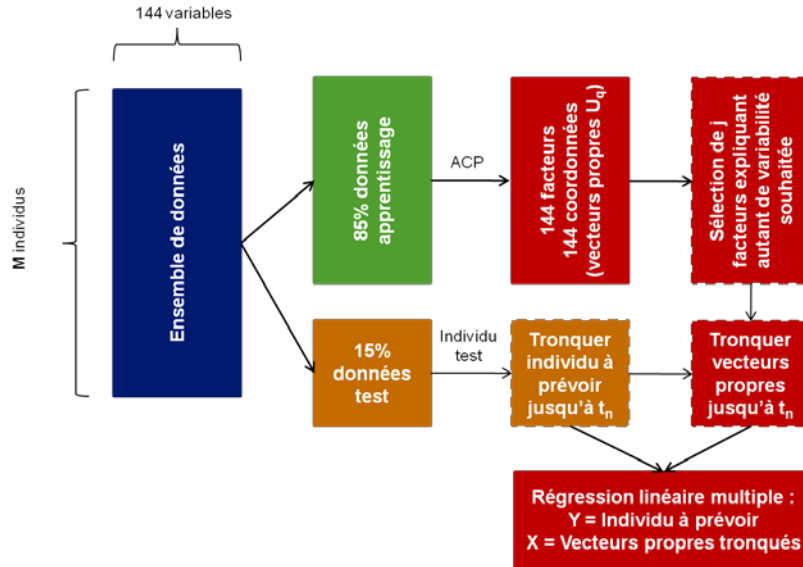 144 variables
M individus
Ensemble de données
85% données
apprentissage
ACP
144 facteurs
144 coordonnées
(vecteurs propres Uq)
Sélection de j
facteurs expliquant
autant de variabilité
souhaitée
15%
données
test
Individu
test
Tronquer
individu à
prévoir
jusqu'à tn
Tronquer
vecteurs
propres
jusqu'à tn
Régression linéaire multiple :
Y = Individu à prévoir
X = Vecteurs propres tronqués